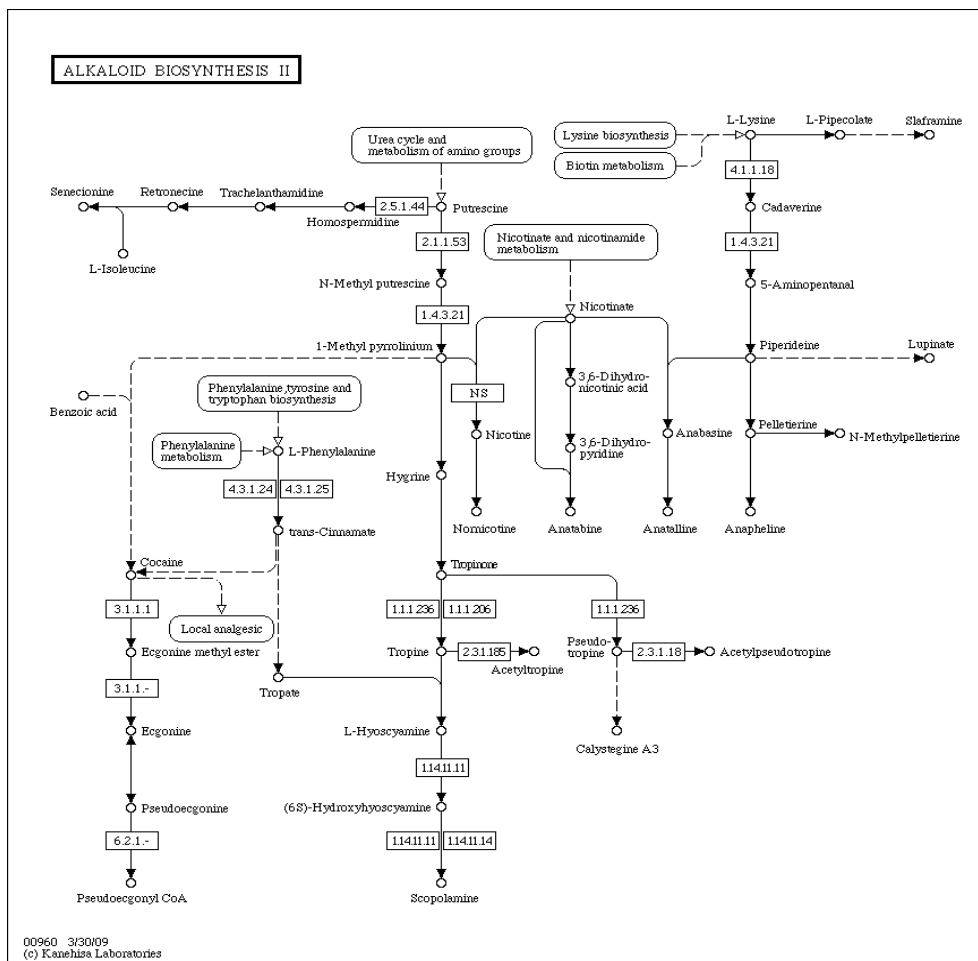 ALKALOID BIOSYNTHESIS II
L-Lysine
L-Pipecolate
Slaframine
Lysine biosynthesis
Biotin metabolism
Urea cycle and
metabolism of amino groups
4.1.1.18
Senecionine
Retronecine
Trachelanthamidine
Homospermidine
2.5.1.44
Putrescine
Cadaverine
L-Isoleucine
2.1.1.53
Nicotinate and nicotinamide
metabolism
1.4.3.21
N-Methyl putrescine
5-Aminopentanal
1.4.3.21
Nicotinate
1-Methyl pyrrolinium
Piperideine
Lupinate
Benzoic acid
Phenylalanine, tyrosine and
tryptophan biosynthesis
NS
3,6-Dihydro-
nicotinic acid
Phenylalanine
metabolism
L-Phenylalanine
Nicotine
3,6-Dihydro-
pyridine
Anabasine
Pelletierine
N-Methylpelletierine
Hygrine
4.3.1.24
4.3.1.25
trans-Cinnamate
Nornicotine
Anatabine
Anatalline
Anapheline
Cocaine
Tropinone
3.1.1.1
Local analgesic
1.1.1.236
1.1.1.206
1.1.1.236
Ecgonine methyl ester
Tropine
2.3.1.185
Acetyltropine
Pseudo-
tropine
2.3.1.18
Acetylpseudotropine
3.1.1.-
Tropate
Ecgonine
L-Hyoscyamine
Calystegine A3
1.14.11.11
Pseudoecgonine
(6S)-Hydroxyhyoscyamine
6.2.1.-
1.14.11.11
1.14.11.14
Pseudoecgonyl CoA
Scopolamine
00960 3/30/09
(c) Kanehisa Laboratories